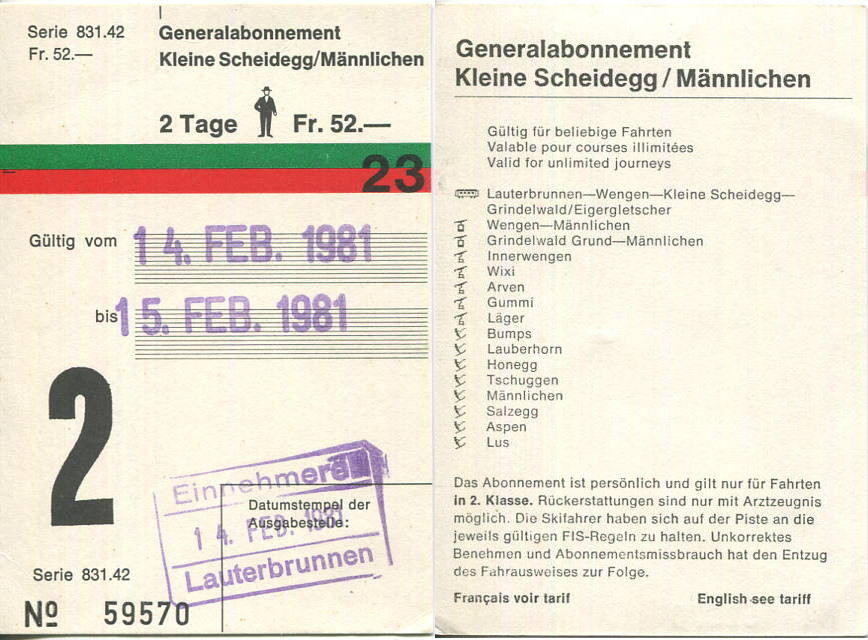 Serie 831.42
Fr. 52.—
Generalabonnement
Kleine Scheidegg/Männlichen
2 Tage Fr. 52.—
23
Gültig vom 14. FEB. 1981
bis 15. FEB. 1981
2
Einnehmerei
Datumstempel der
Ausgabestelle:
14. FEB. 1981
Lauterbrunnen
Serie 831.42
Nº 59570
Generalabonnement
Kleine Scheidegg / Männlichen
Gültig für beliebige Fahrten
Valable pour courses illimitées
Valid for unlimited journeys
Lauterbrunnen—Wengen—Kleine Scheidegg—
Grindelwald/Eigergletscher
Wengen—Männlichen
Grindelwald Grund—Männlichen
Innerwengen
Wixi
Arven
Gummi
Läger
Bumps
Lauberhorn
Honegg
Tschuggen
Männlichen
Salzegg
Aspen
Lus
Das Abonnement ist persönlich und gilt nur für Fahrten
in 2. Klasse. Rückerstattungen sind nur mit Arztzeugnis
möglich. Die Skifahrer haben sich auf der Piste an die
jeweils gültigen FIS-Regeln zu halten. Unkorrektes
Benehmen und Abonnementsmissbrauch hat den Entzug
des Fahrausweises zur Folge.
Français voir tarif English see tariff